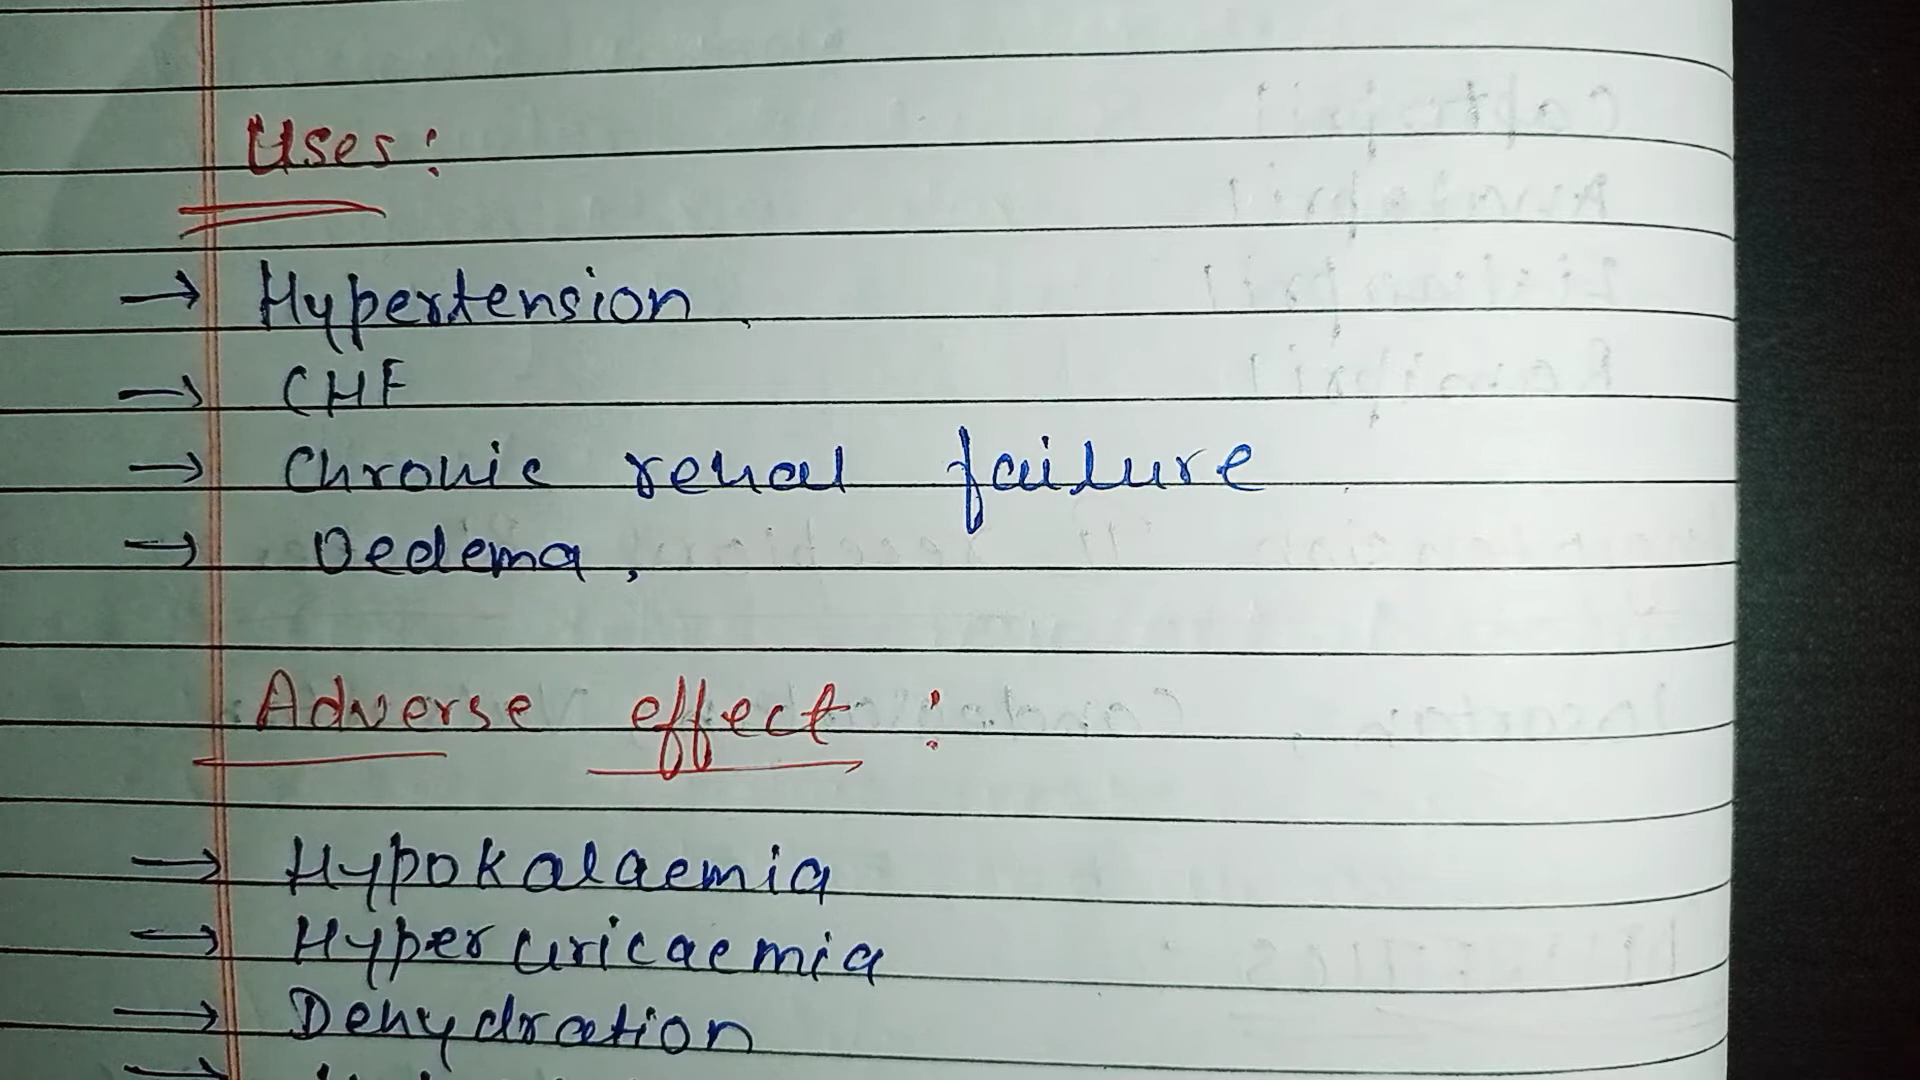 Uses:
→ Hypertension
→ CHF
→ Chronic renal failure
→ Oedema,
Adverse effect:
→ Hypokalaemia
→ Hyperuricaemia
→ Dehydration
→